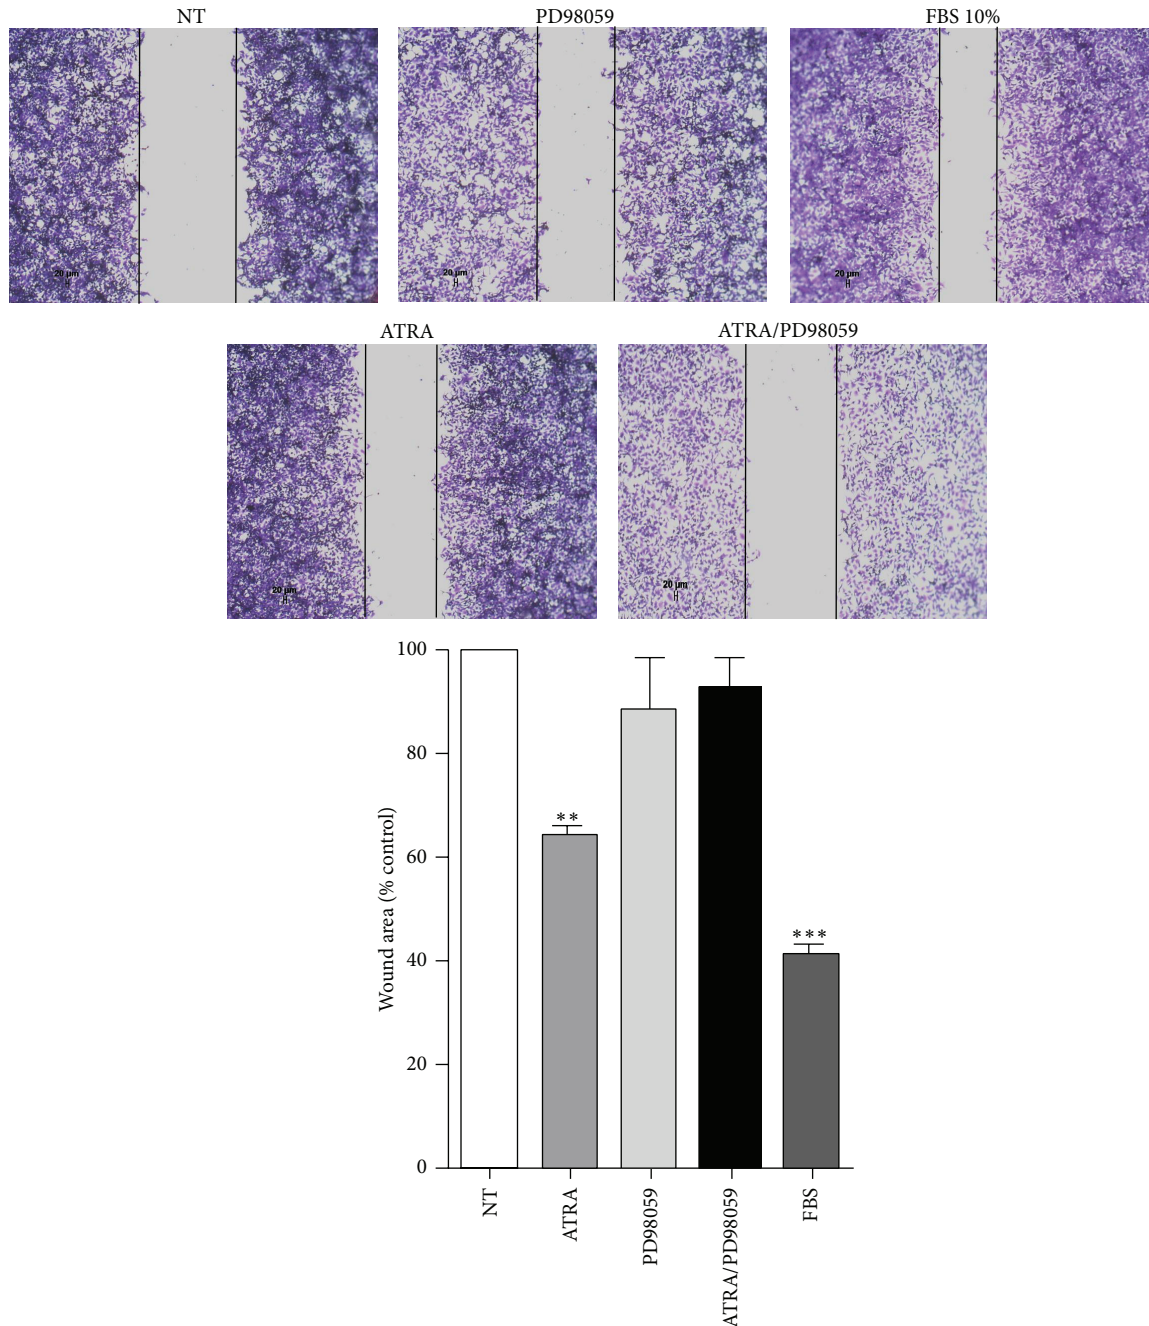 NT
PD98059
FBS 10%
20 μm
20 μm
20 μm
ATRA
ATRA/PD98059
20 μm
20 μm
100
80
60
40
20
0
Wound area (% control)
**
***
NT
ATRA
PD98059
ATRA/PD98059
FBS